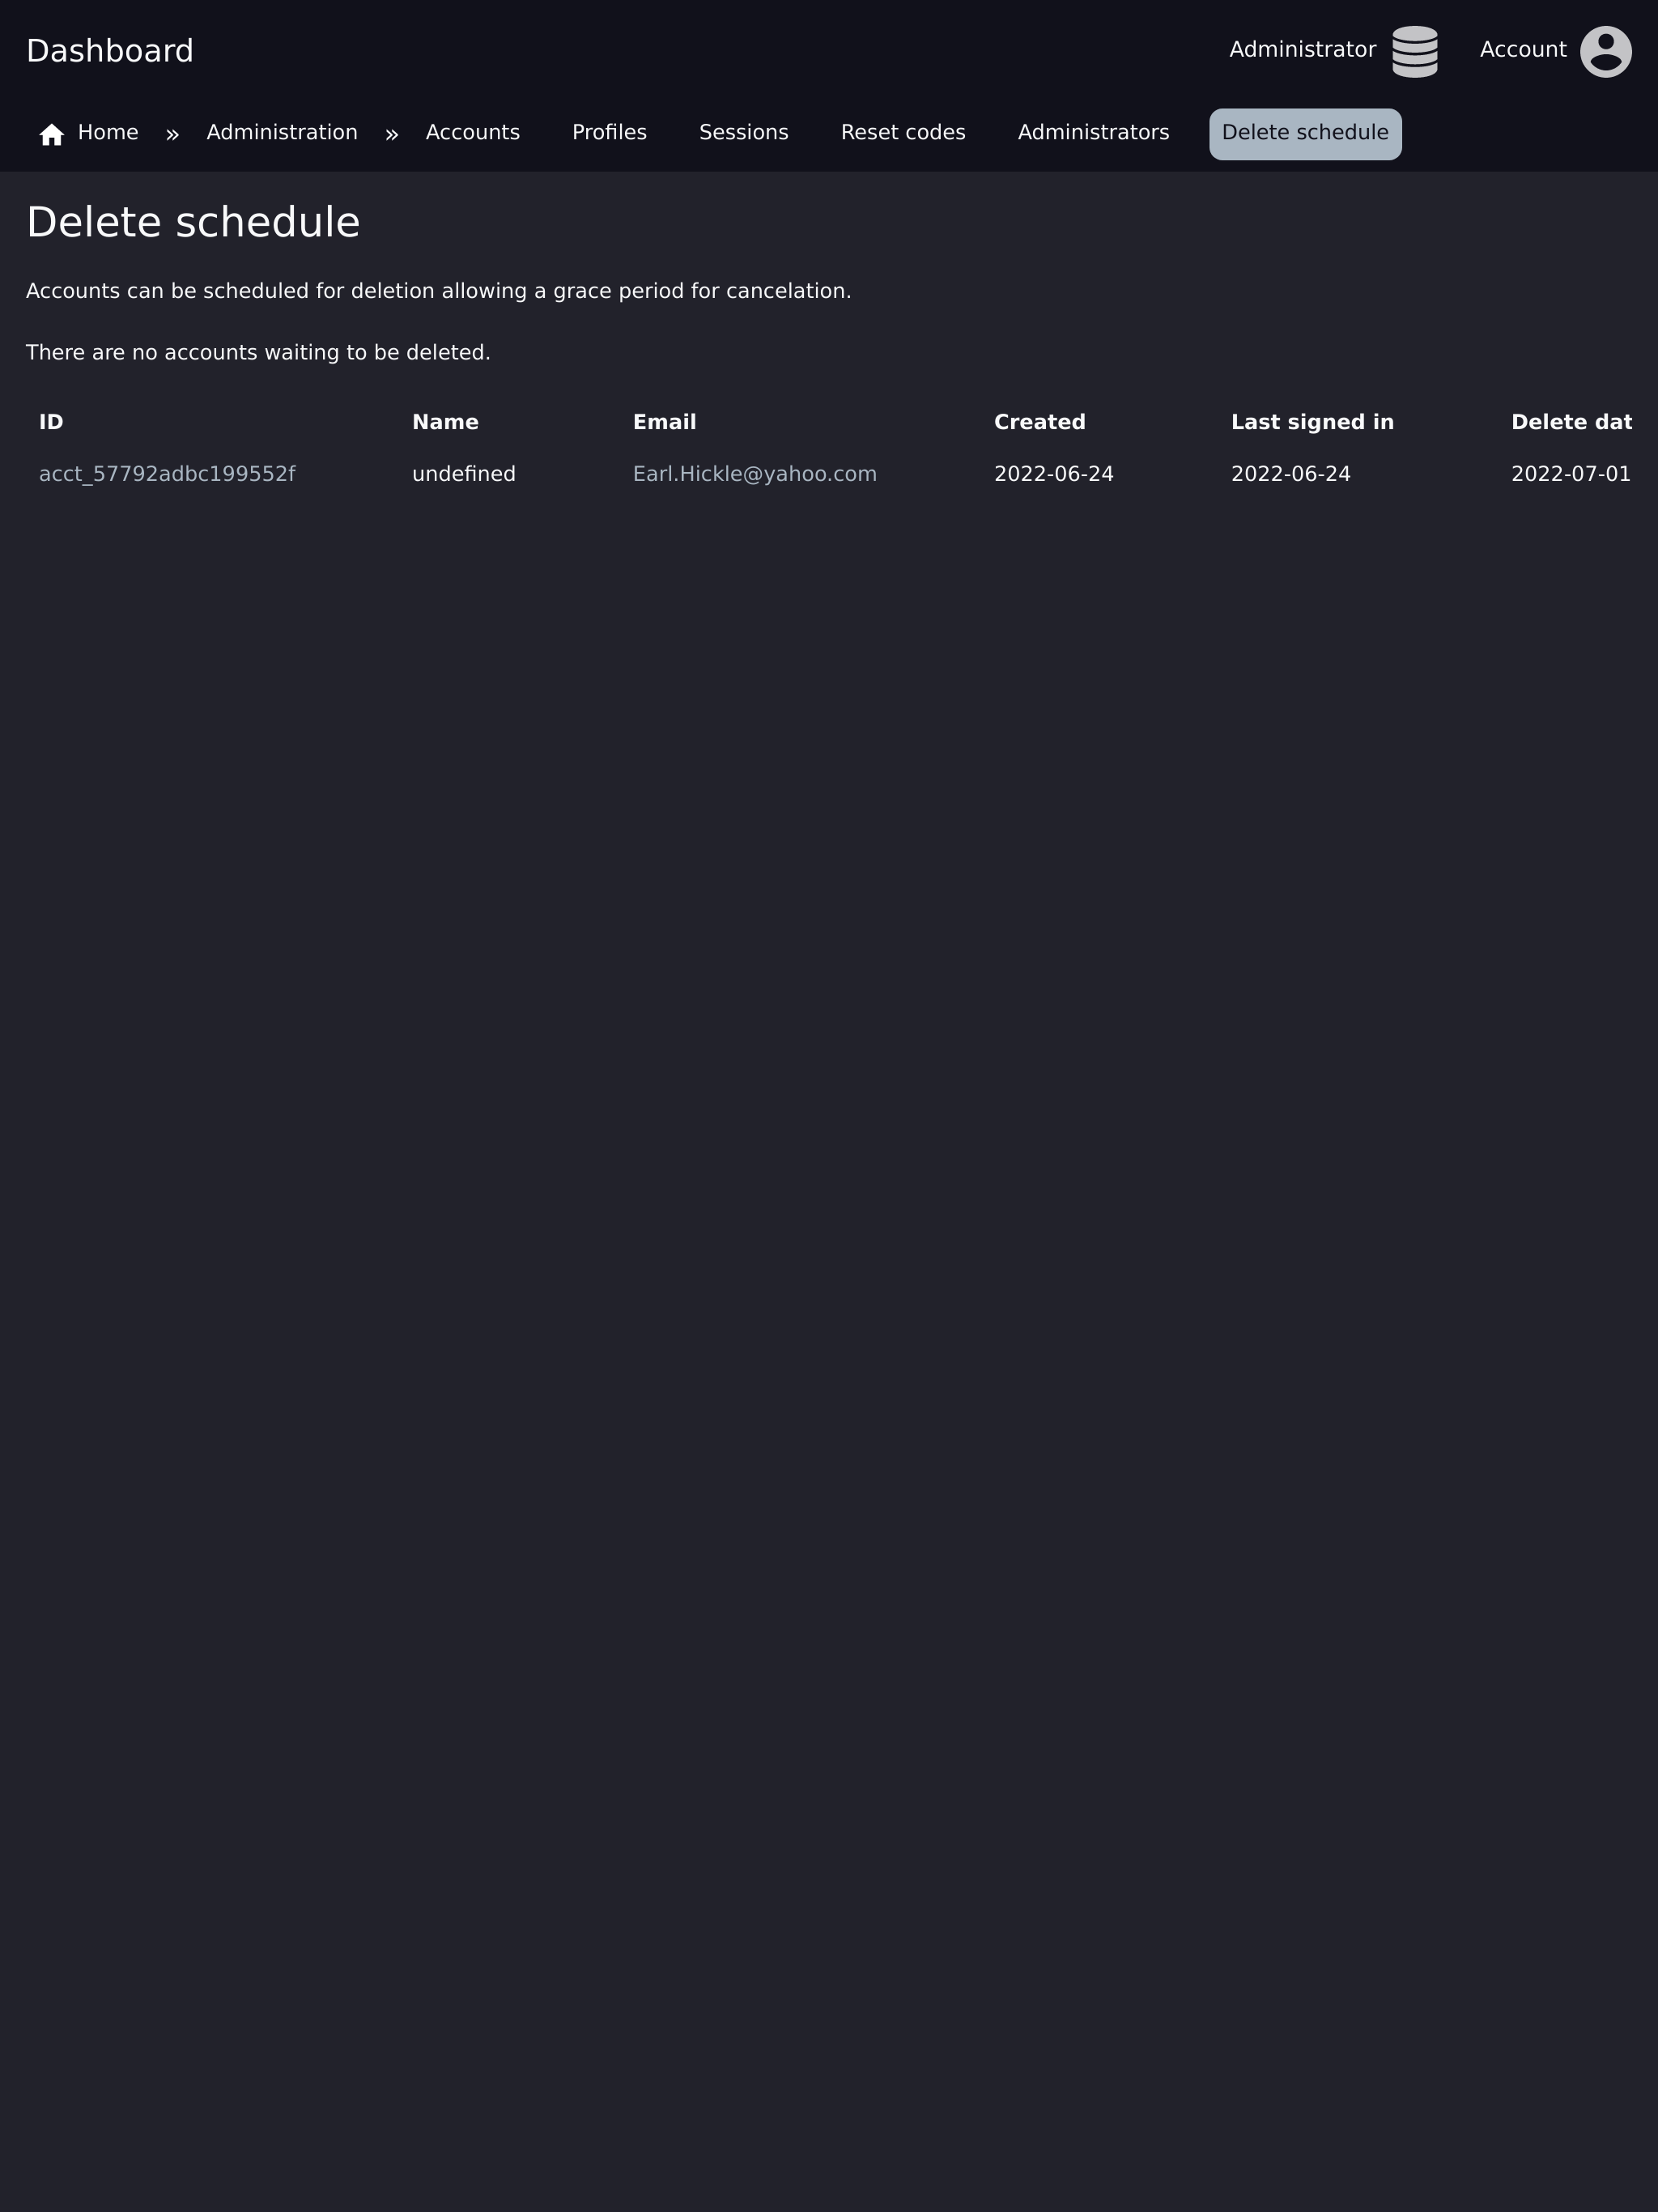 Dashboard Administrator Account
Home » Administration » Accounts Profiles Sessions Reset codes Administrators Delete schedule
Delete schedule
Accounts can be scheduled for deletion allowing a grace period for cancelation.
There are no accounts waiting to be deleted.
ID Name Email Created Last signed in Delete dat
acct_57792adbc199552f undefined Earl.Hickle@yahoo.com 2022-06-24 2022-06-24 2022-07-01